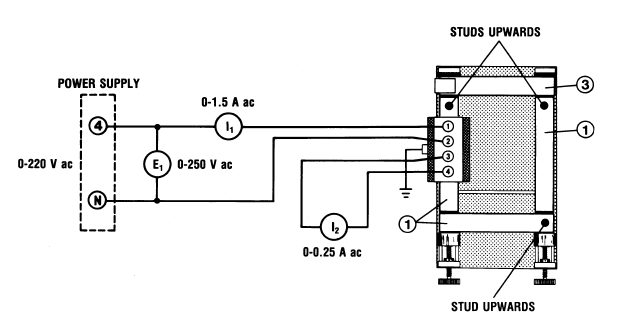 STUDS UPWARDS
POWER SUPPLY
0-1.5 A ac
3
4
I1
1
1
2
0-220 V ac
E1
0-250 V ac
3
4
N
I2
1
0-0.25 A ac
STUD UPWARDS